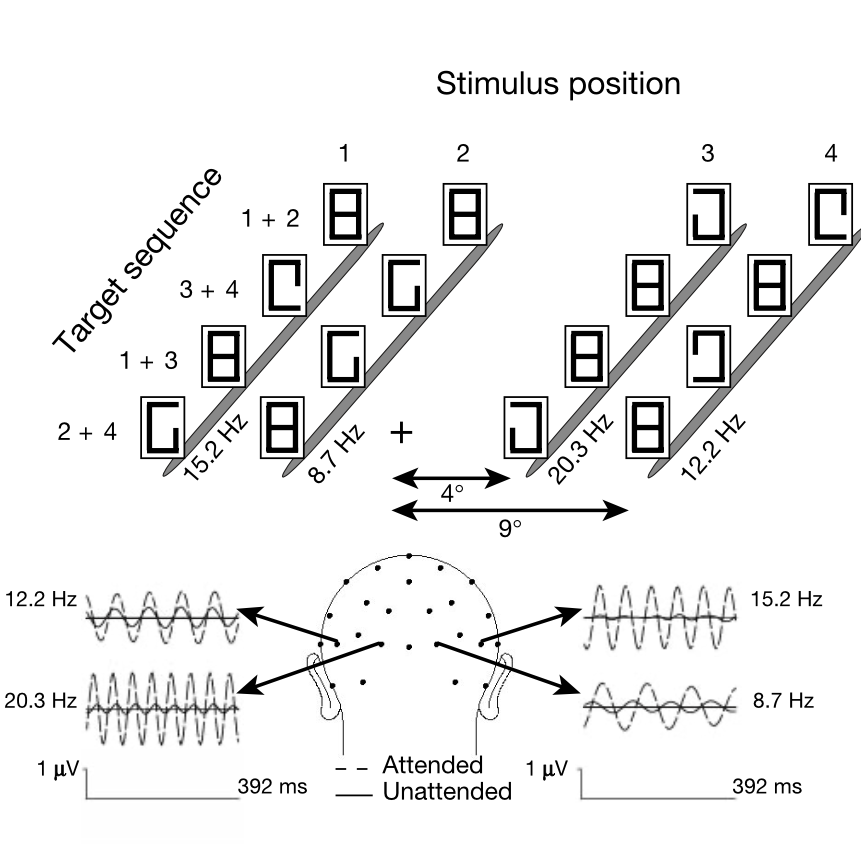 Stimulus position
1 2 3 4
Target sequence
1 + 2
3 + 4
1 + 3
2 + 4
15.2 Hz 8.7 Hz + 20.3 Hz 12.2 Hz
4°
9°
12.2 Hz 15.2 Hz
20.3 Hz 8.7 Hz
1 μV 392 ms 1 μV 392 ms
Attended
Unattended